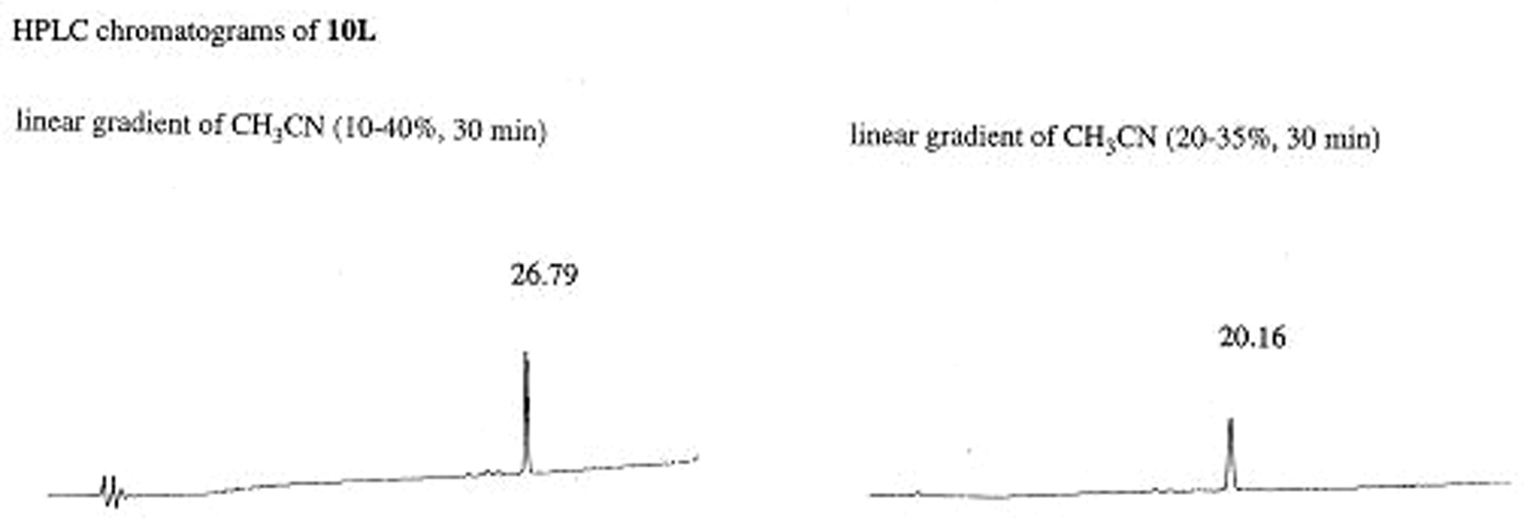 HPLC chromatograms of 10L
linear gradient of CH₃CN (10-40%, 30 min)
linear gradient of CH₃CN (20-35%, 30 min)
26.79
20.16